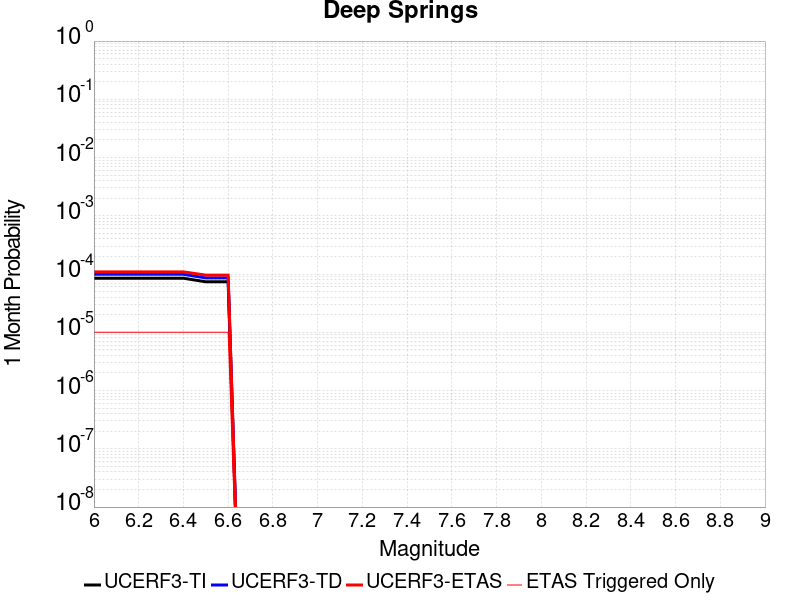 Deep Springs
10^0
10^-1
10^-2
10^-3
10^-4
10^-5
10^-6
10^-7
10^-8
1 Month Probability
6 6.2 6.4 6.6 6.8 7 7.2 7.4 7.6 7.8 8 8.2 8.4 8.6 8.8 9
Magnitude
UCERF3-TI UCERF3-TD UCERF3-ETAS ETAS Triggered Only